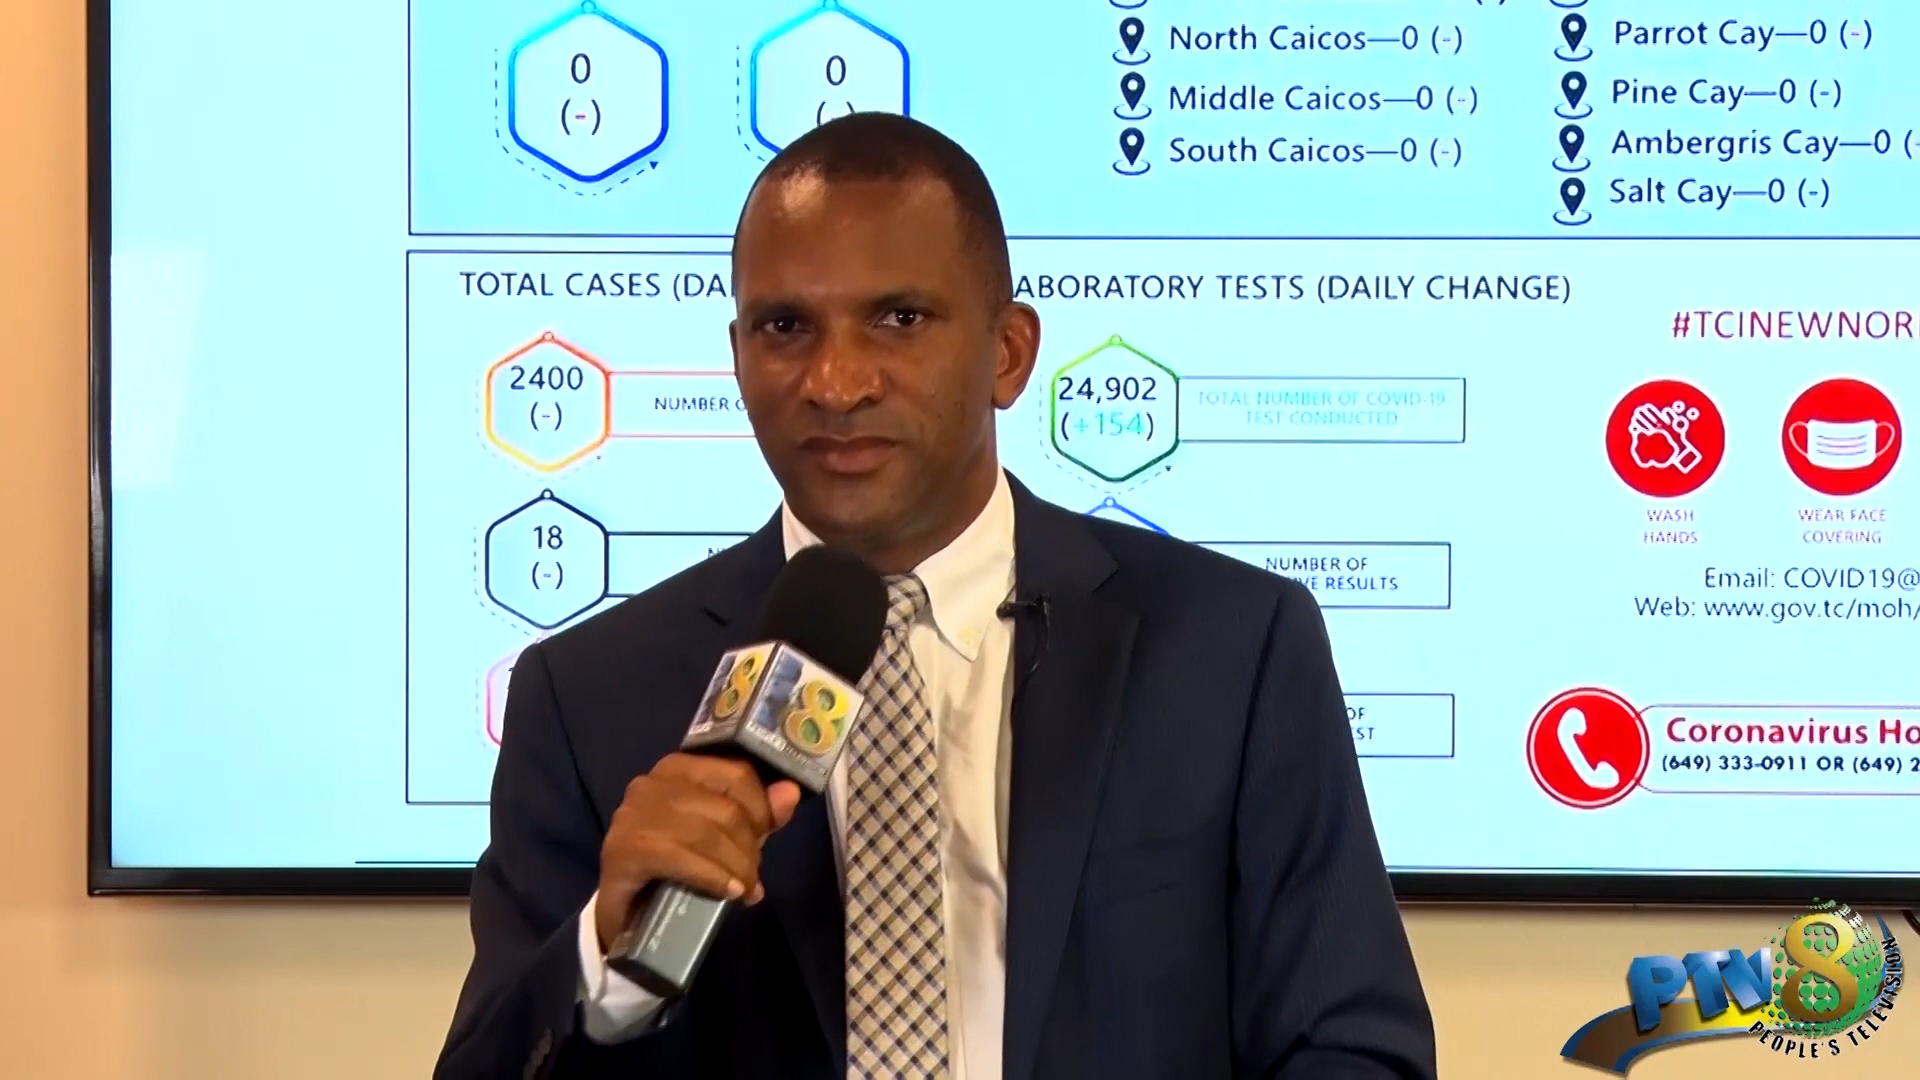 0
(-)
0
North Caicos—0 (-)
Middle Caicos—0 (-)
South Caicos—0 (-)
Parrot Cay—0 (-)
Pine Cay—0 (-)
Ambergris Cay—0 (-
Salt Cay—0 (-)
TOTAL CASES (DA
ABORATORY TESTS (DAILY CHANGE)
2400
(-)
NUMBER O
18
(-)
24,902
(+154)
TOTAL NUMBER OF COVID-19
TEST CONDUCTED
NUMBER OF
VE RESULTS
OF
EST
#TCINEWNOR
WASH
HANDS
WEAR FACE
COVERING
Email: COVID19@
Web: www.gov.tc/moh/
Coronavirus Ho
(649) 333-0911 OR (649) 2
8
8
PTV8
PEOPLE'S TELEVISION